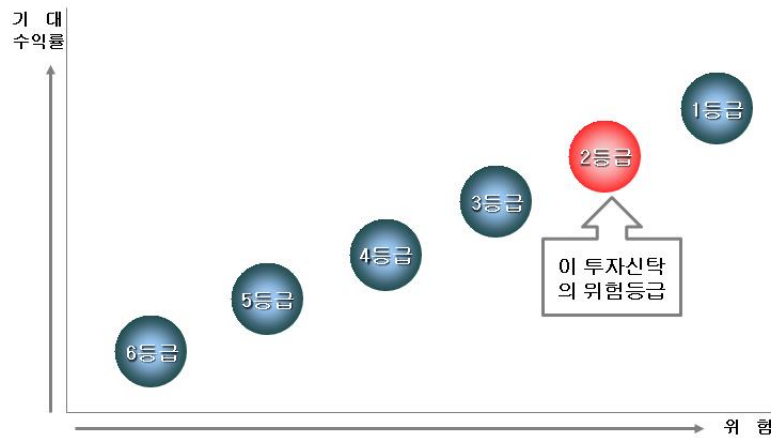 기 대
수익률
1등급
2등급
3등급
4등급
이 투자신탁
의 위험등급
5등급
6등급
위 험